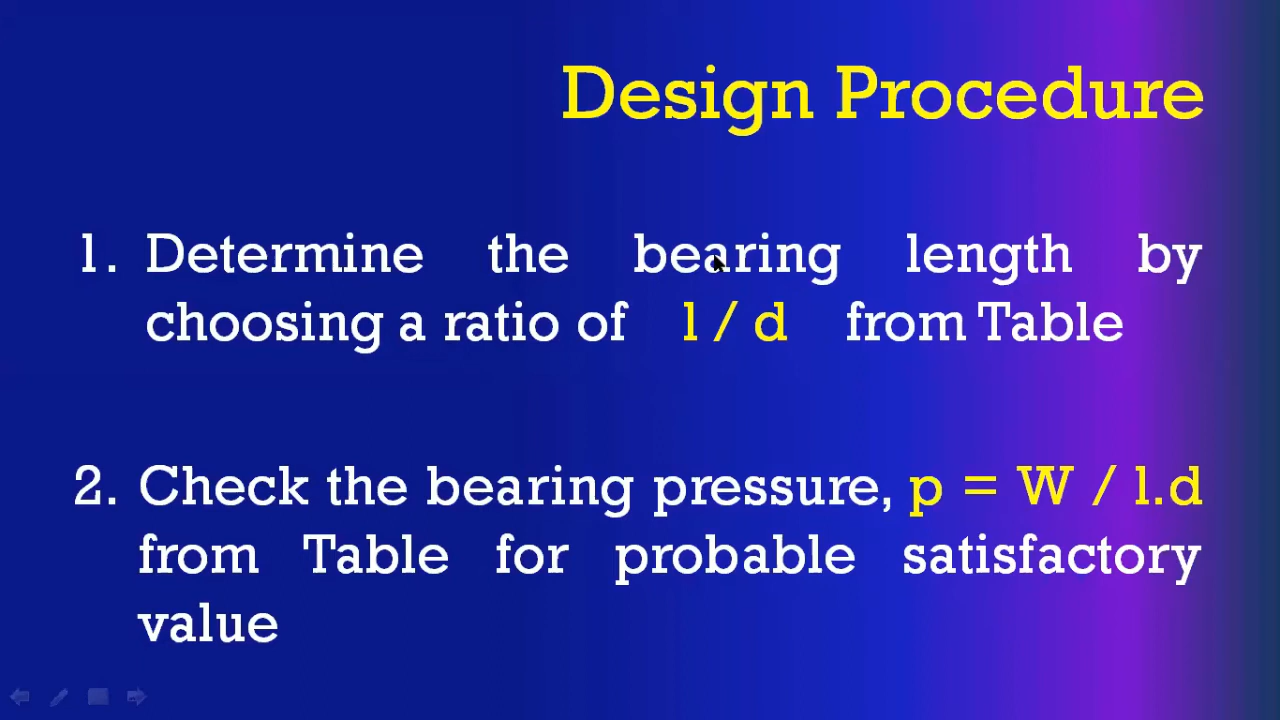 Design Procedure
1. Determine the bearing length by
choosing a ratio of l / d from Table
2. Check the bearing pressure, p = W / l.d
from Table for probable satisfactory
value